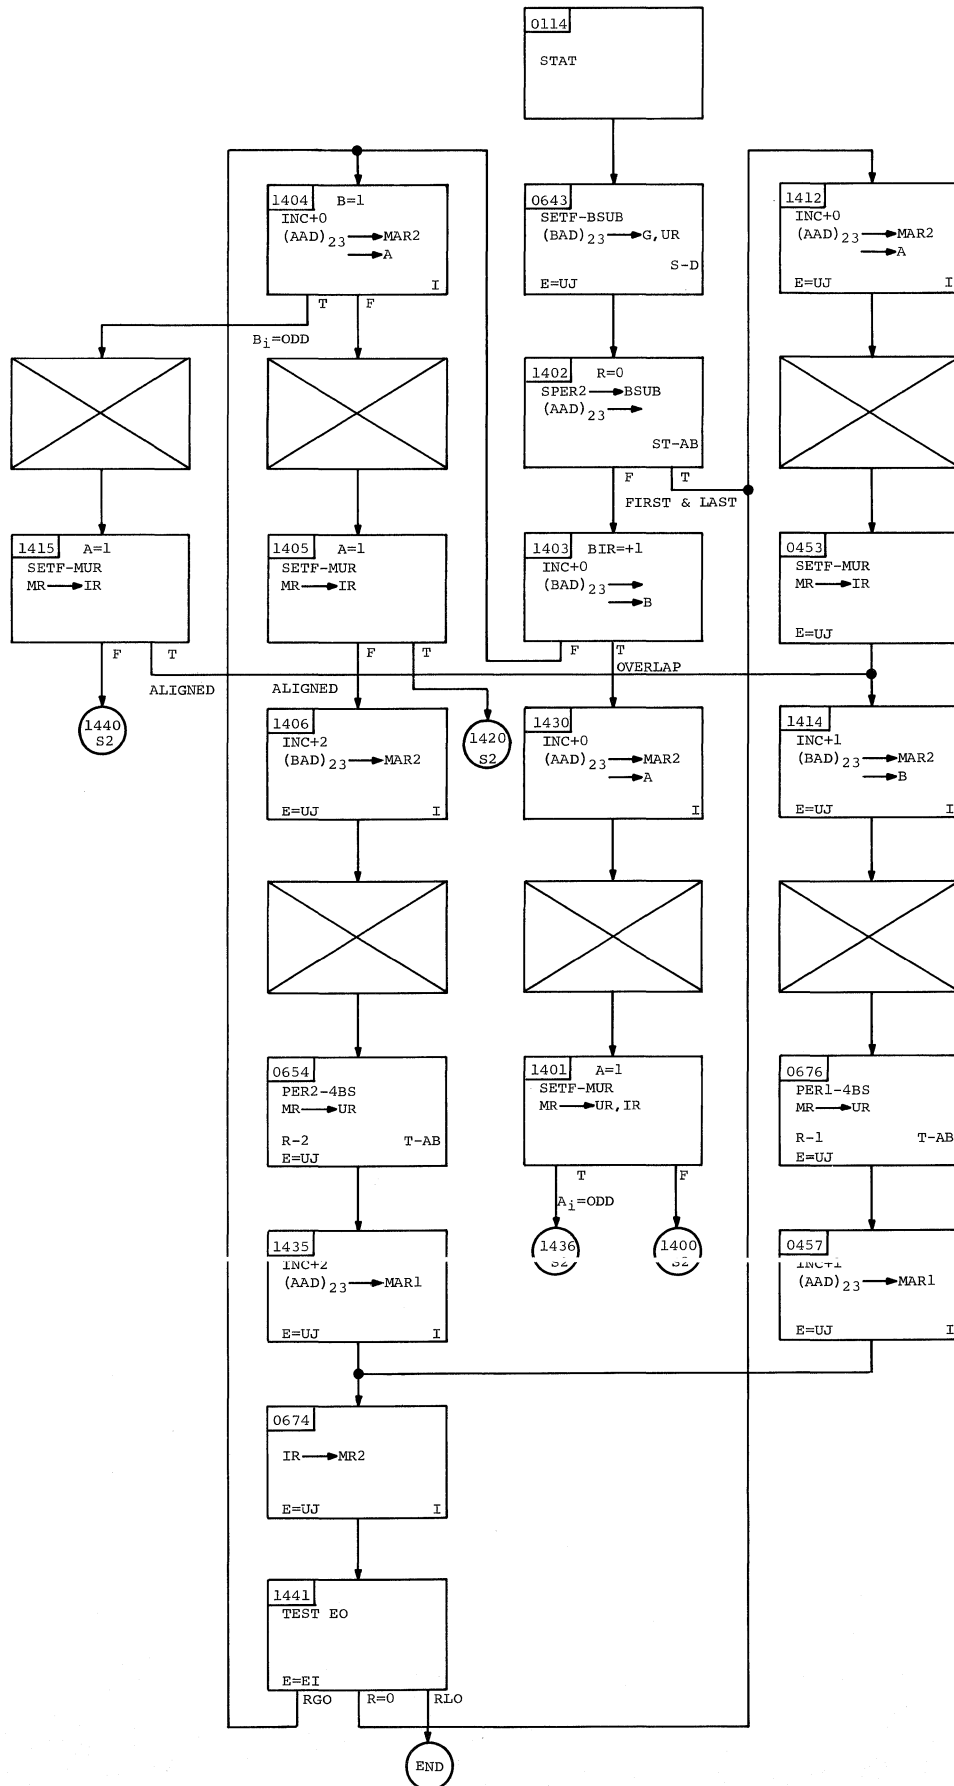 0114
STAT
1404 B=1
INC+0
(AAD)23 → MAR2
→ A
I
T F
Bi=ODD
0643
SETF-BSUB
(BAD)23 → G,UR
S-D
E=UJ
1412
INC+0
(AAD)23 → MAR2
→ A
I
1402 R=0
SPER2 → BSUB
(AAD)23 →
ST-AB
F T
FIRST & LAST
1415 A=1
SETF-MUR
MR → IR
F T
ALIGNED
1440
S2
1405 A=1
SETF-MUR
MR → IR
F T
ALIGNED
1420
S2
1403 BIR=+1
INC+0
(BAD)23 →
→ B
F T
OVERLAP
0453
SETF-MUR
MR → IR
E=UJ
1406
INC+2
(BAD)23 → MAR2
E=UJ I
1430
INC+0
(AAD)23 → MAR2
→ A
I
1414
INC+1
(BAD)23 → MAR2
→ B
E=UJ I
0654
PER2-4BS
MR → UR
R-2 T-AB
E=UJ
1401 A=1
SETF-MUR
MR → UR,IR
T F
Ai=ODD
1436
S2
1400
S2
0676
PER1-4BS
MR → UR
R-1 T-AB
E=UJ
1435
INC+2
(AAD)23 → MAR1
E=UJ I
0457
INC+1
(AAD)23 → MAR1
E=UJ I
0674
IR → MR2
E=UJ I
1441
TEST EO
E=EI
RGO R=0 RLO
END